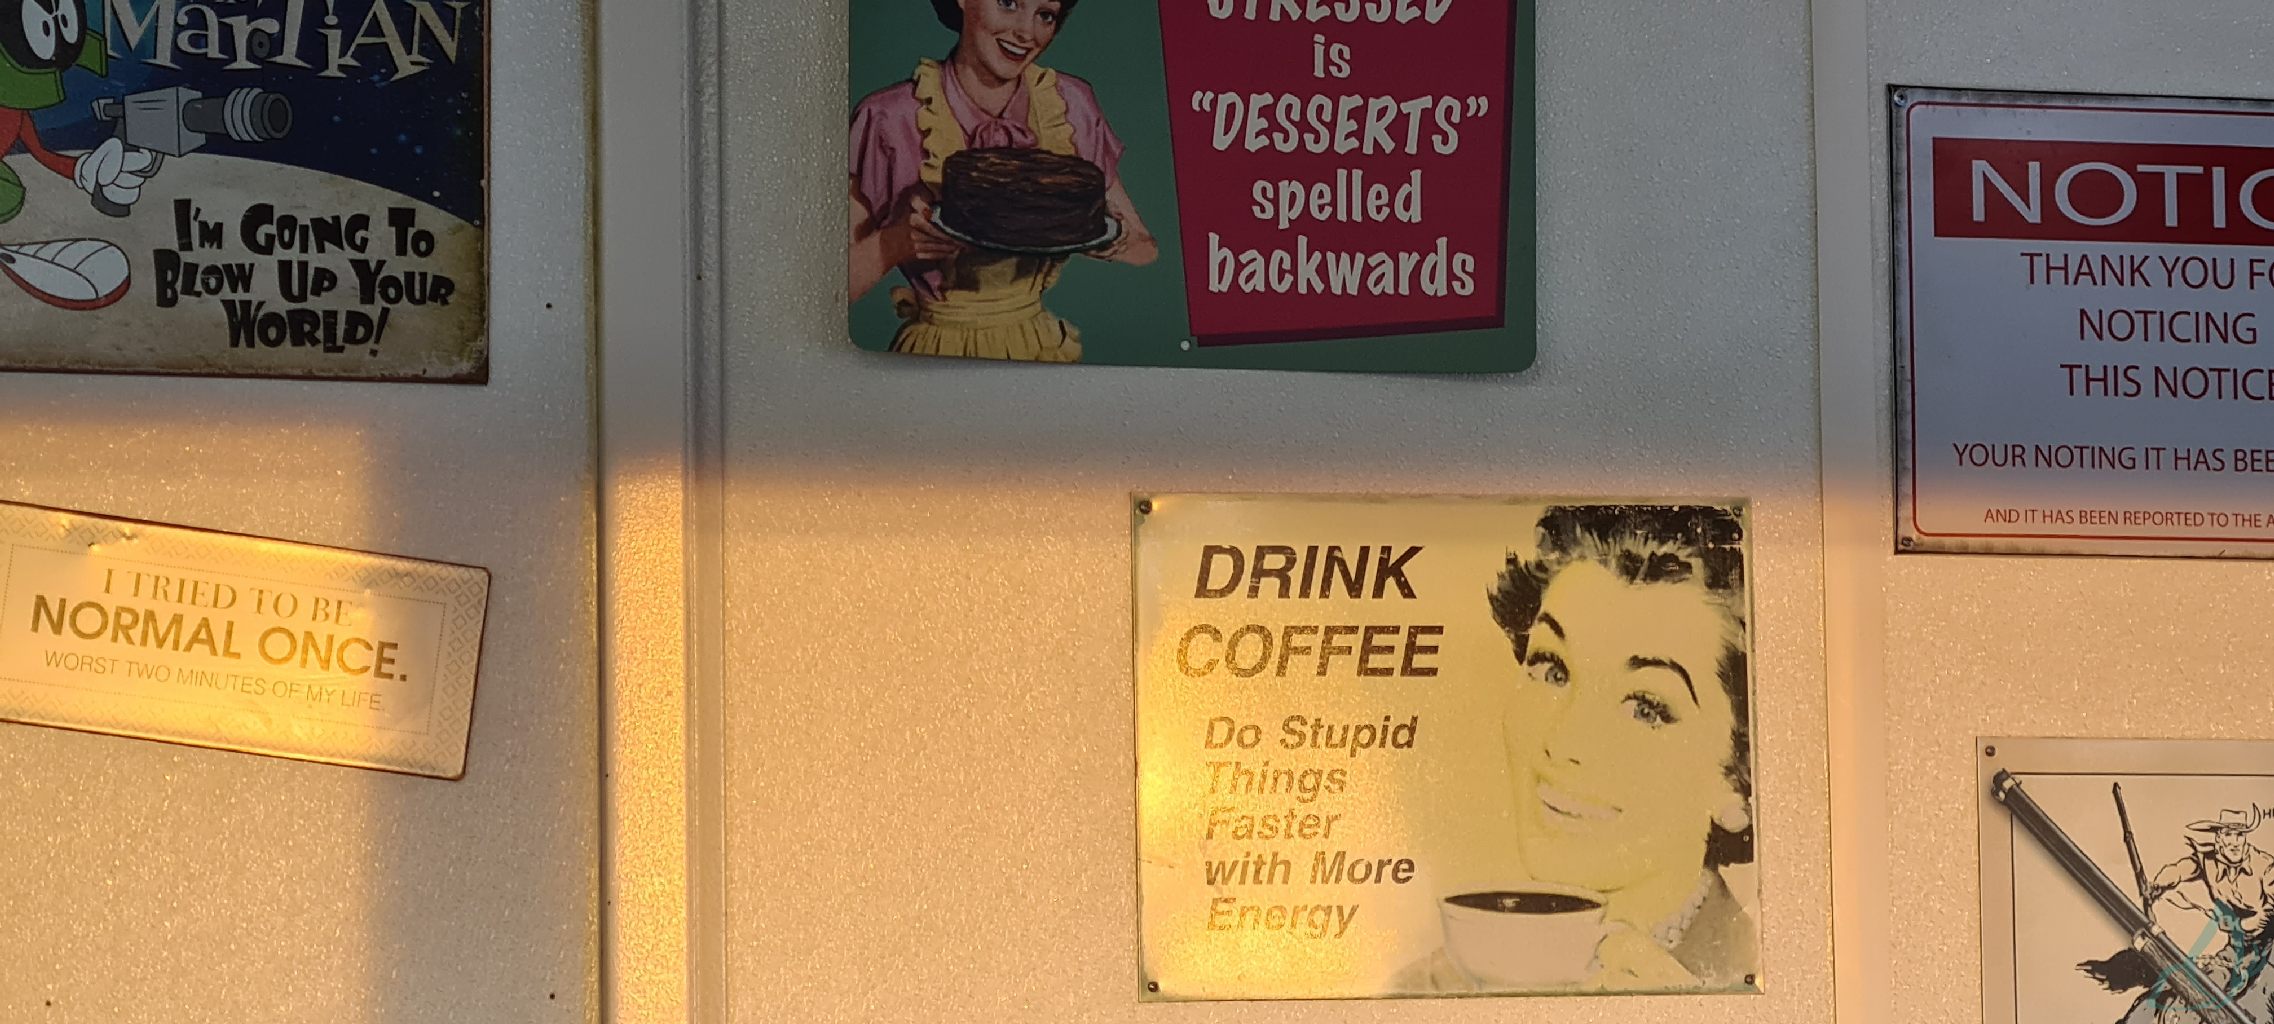 MARTIAN
I'M GOING TO
BLOW UP YOUR
WORLD!
STRESSED
is
"DESSERTS"
spelled
backwards
NOTIC
THANK YOU FO
NOTICING
THIS NOTICE
YOUR NOTING IT HAS BEE
AND IT HAS BEEN REPORTED TO THE A
I TRIED TO BE
NORMAL ONCE.
WORST TWO MINUTES OF MY LIFE.
DRINK
COFFEE
Do Stupid
Things
Faster
with More
Energy